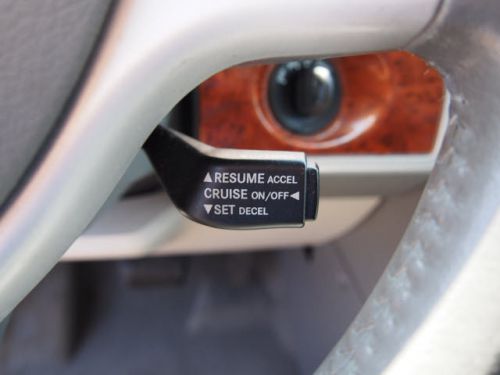 ▲RESUME ACCEL
CRUISE ON/OFF◀
▼SET DECEL